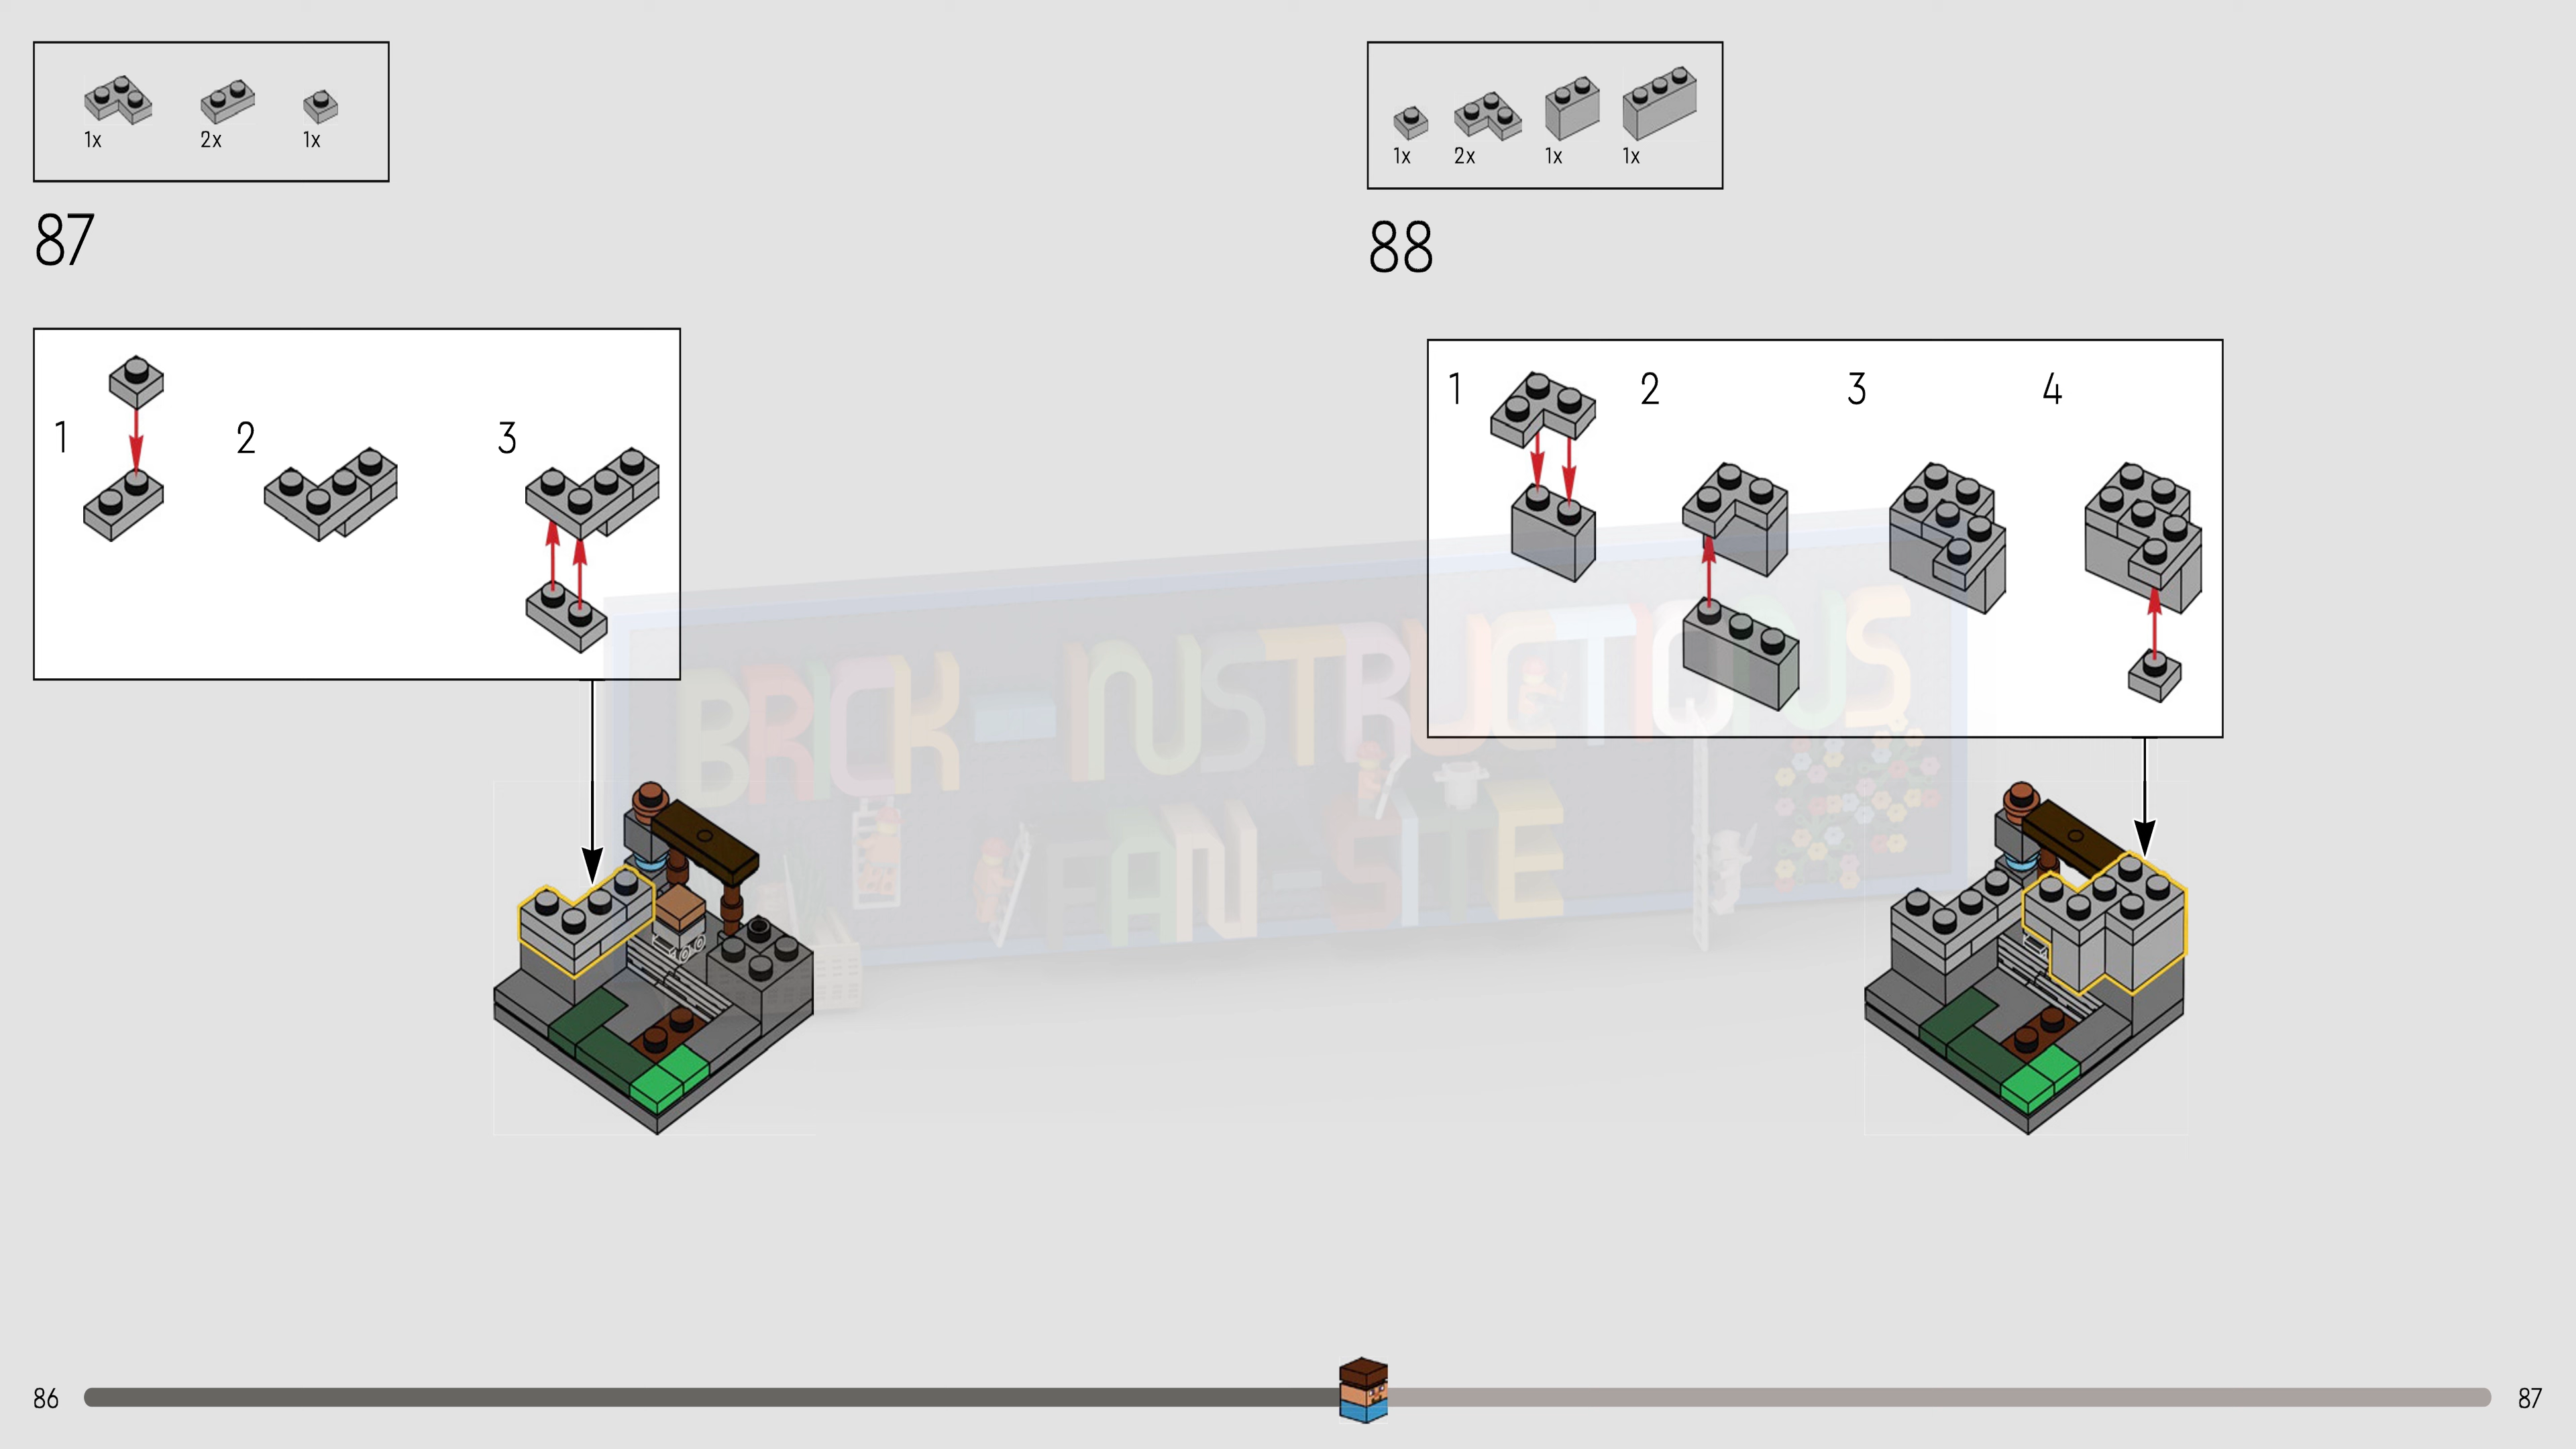 1x 2x 1x
87
1 2 3
1x 2x 1x 1x
88
1 2 3 4
BRICK-INSTRUCTIONS
FAN-SITE
86
87